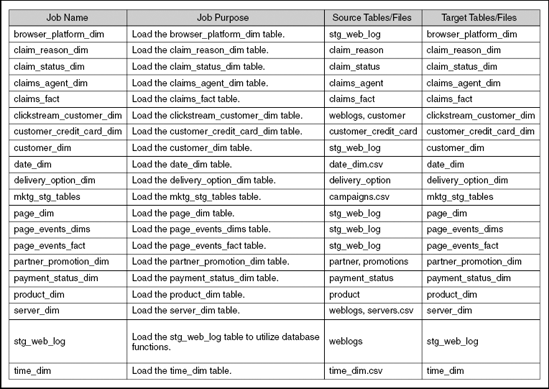 Job Name Job Purpose Source Tables/Files Target Tables/Files
browser_platform_dim Load the browser_platform_dim table. stg_web_log browser_platform_dim
claim_reason_dim Load the claim_reason_dim table. claim_reason claim_reason_dim
claim_status_dim Load the claim_status_dim table. claim_status claim_status_dim
claims_agent_dim Load the claims_agent_dim table. claims_agent claims_agent_dim
claims_fact Load the claims_fact table. claims_fact claims_fact
clickstream_customer_dim Load the clickstream_customer_dim table. weblogs, customer clickstream_customer_dim
customer_credit_card_dim Load the customer_credit_card_dim table. customer_credit_card customer_credit_card_dim
customer_dim Load the customer_dim table. stg_web_log customer_dim
date_dim Load the date_dim table. date_dim.csv date_dim
delivery_option_dim Load the delivery_option_dim table. delivery_option delivery_option_dim
mktg_stg_tables Load the mktg_stg_tables table. campaigns.csv mktg_stg_tables
page_dim Load the page_dim table. stg_web_log page_dim
page_events_dims Load the page_events_dims table. stg_web_log page_events_dims
page_events_fact Load the page_events_fact table. stg_web_log page_events_fact
partner_promotion_dim Load the partner_promotion_dim table. partner, promotions partner_promotion_dim
payment_status_dim Load the payment_status_dim table. payment_status payment_status_dim
product_dim Load the product_dim table. product product_dim
server_dim Load the server_dim table. weblogs, servers.csv server_dim
stg_web_log Load the stg_web_log table to utilize database functions. weblogs stg_web_log
time_dim Load the time_dim table. time_dim.csv time_dim